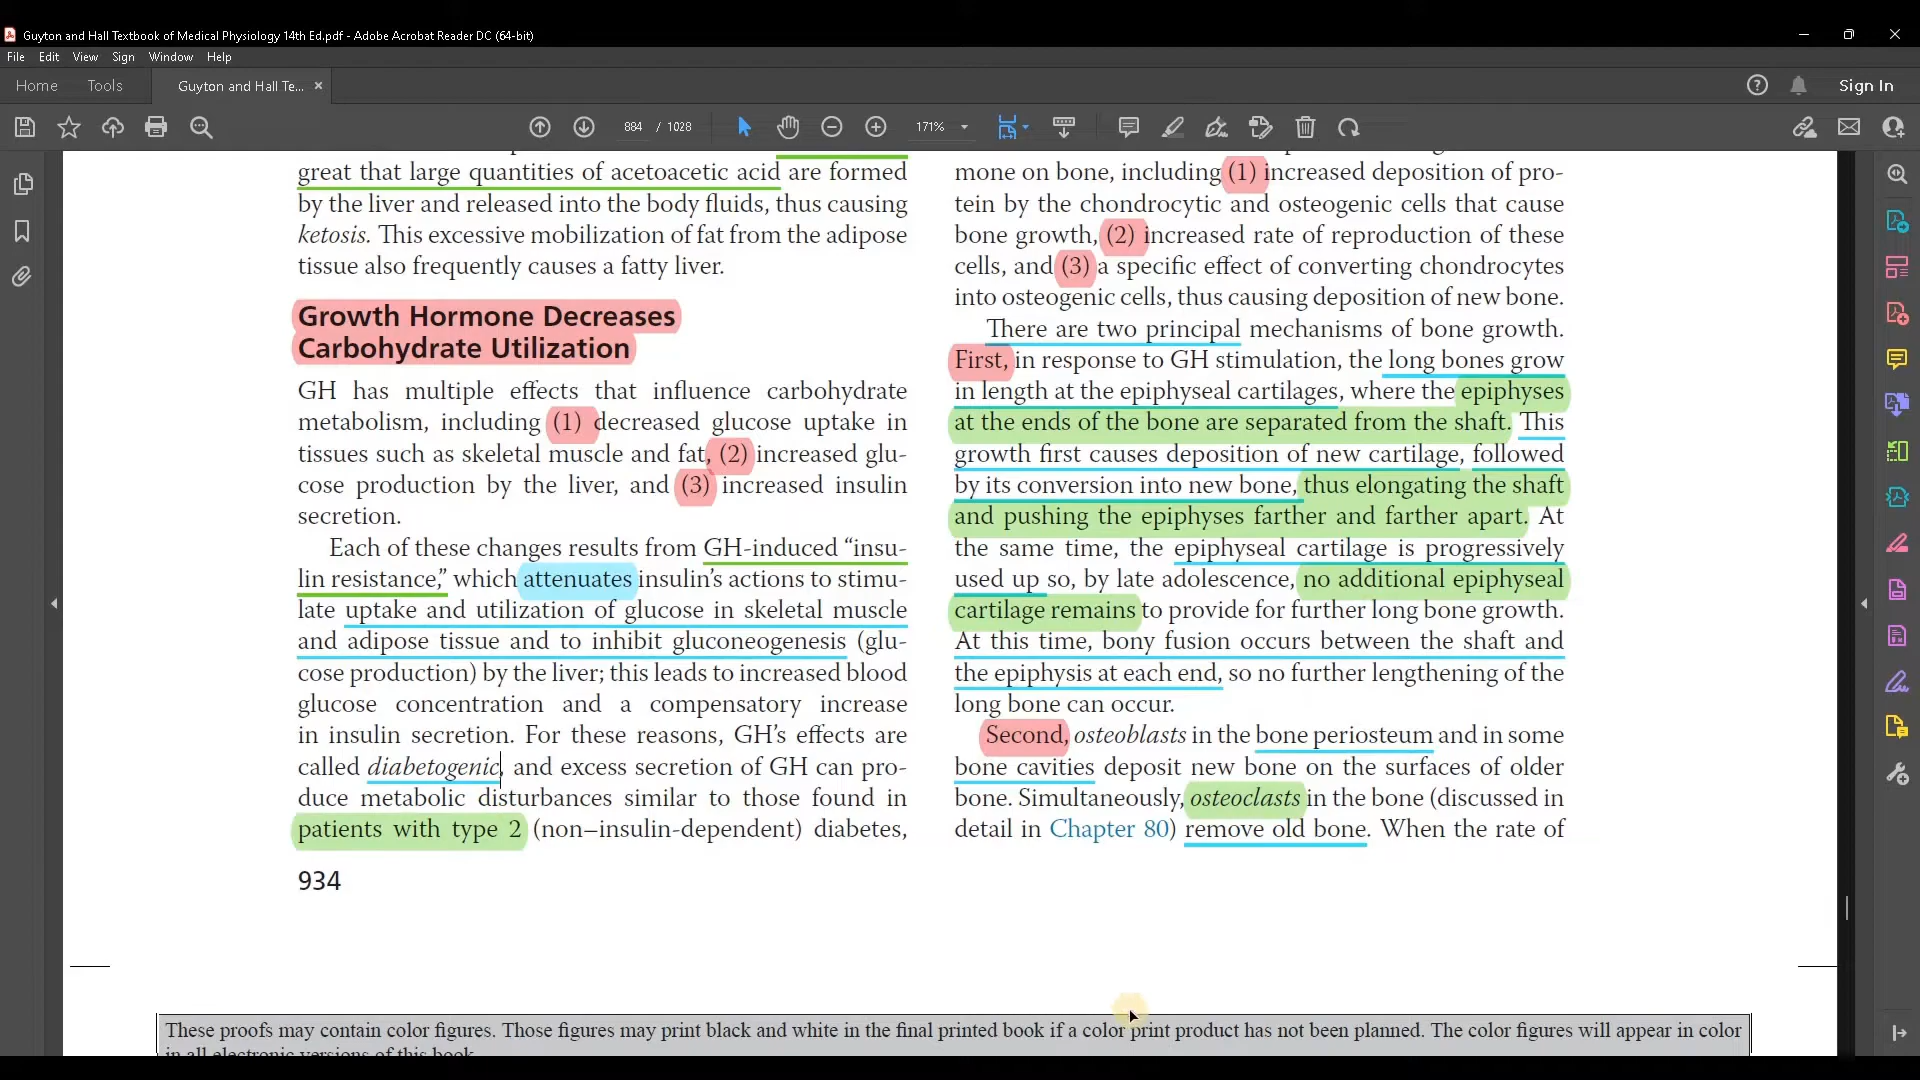 Guyton and Hall Textbook of Medical Physiology 14th Ed.pdf - Adobe Acrobat Reader DC (64-bit)
File Edit View Sign Window Help
Home Tools Guyton and Hall Te... ×
Sign In
884 / 1028 171%
great that large quantities of acetoacetic acid are formed
by the liver and released into the body fluids, thus causing
ketosis. This excessive mobilization of fat from the adipose
tissue also frequently causes a fatty liver.
Growth Hormone Decreases
Carbohydrate Utilization
GH has multiple effects that influence carbohydrate
metabolism, including (1) decreased glucose uptake in
tissues such as skeletal muscle and fat, (2) increased glu-
cose production by the liver, and (3) increased insulin
secretion.
Each of these changes results from GH-induced “insu-
lin resistance,” which attenuates insulin’s actions to stimu-
late uptake and utilization of glucose in skeletal muscle
and adipose tissue and to inhibit gluconeogenesis (glu-
cose production) by the liver; this leads to increased blood
glucose concentration and a compensatory increase
in insulin secretion. For these reasons, GH’s effects are
called diabetogenic, and excess secretion of GH can pro-
duce metabolic disturbances similar to those found in
patients with type 2 (non–insulin-dependent) diabetes,
934
mone on bone, including (1) increased deposition of pro-
tein by the chondrocytic and osteogenic cells that cause
bone growth, (2) increased rate of reproduction of these
cells, and (3) a specific effect of converting chondrocytes
into osteogenic cells, thus causing deposition of new bone.
There are two principal mechanisms of bone growth.
First, in response to GH stimulation, the long bones grow
in length at the epiphyseal cartilages, where the epiphyses
at the ends of the bone are separated from the shaft. This
growth first causes deposition of new cartilage, followed
by its conversion into new bone, thus elongating the shaft
and pushing the epiphyses farther and farther apart. At
the same time, the epiphyseal cartilage is progressively
used up so, by late adolescence, no additional epiphyseal
cartilage remains to provide for further long bone growth.
At this time, bony fusion occurs between the shaft and
the epiphysis at each end, so no further lengthening of the
long bone can occur.
Second, osteoblasts in the bone periosteum and in some
bone cavities deposit new bone on the surfaces of older
bone. Simultaneously, osteoclasts in the bone (discussed in
detail in Chapter 80) remove old bone. When the rate of
These proofs may contain color figures. Those figures may print black and white in the final printed book if a color print product has not been planned. The color figures will appear in color
in all electronic versions of this book.